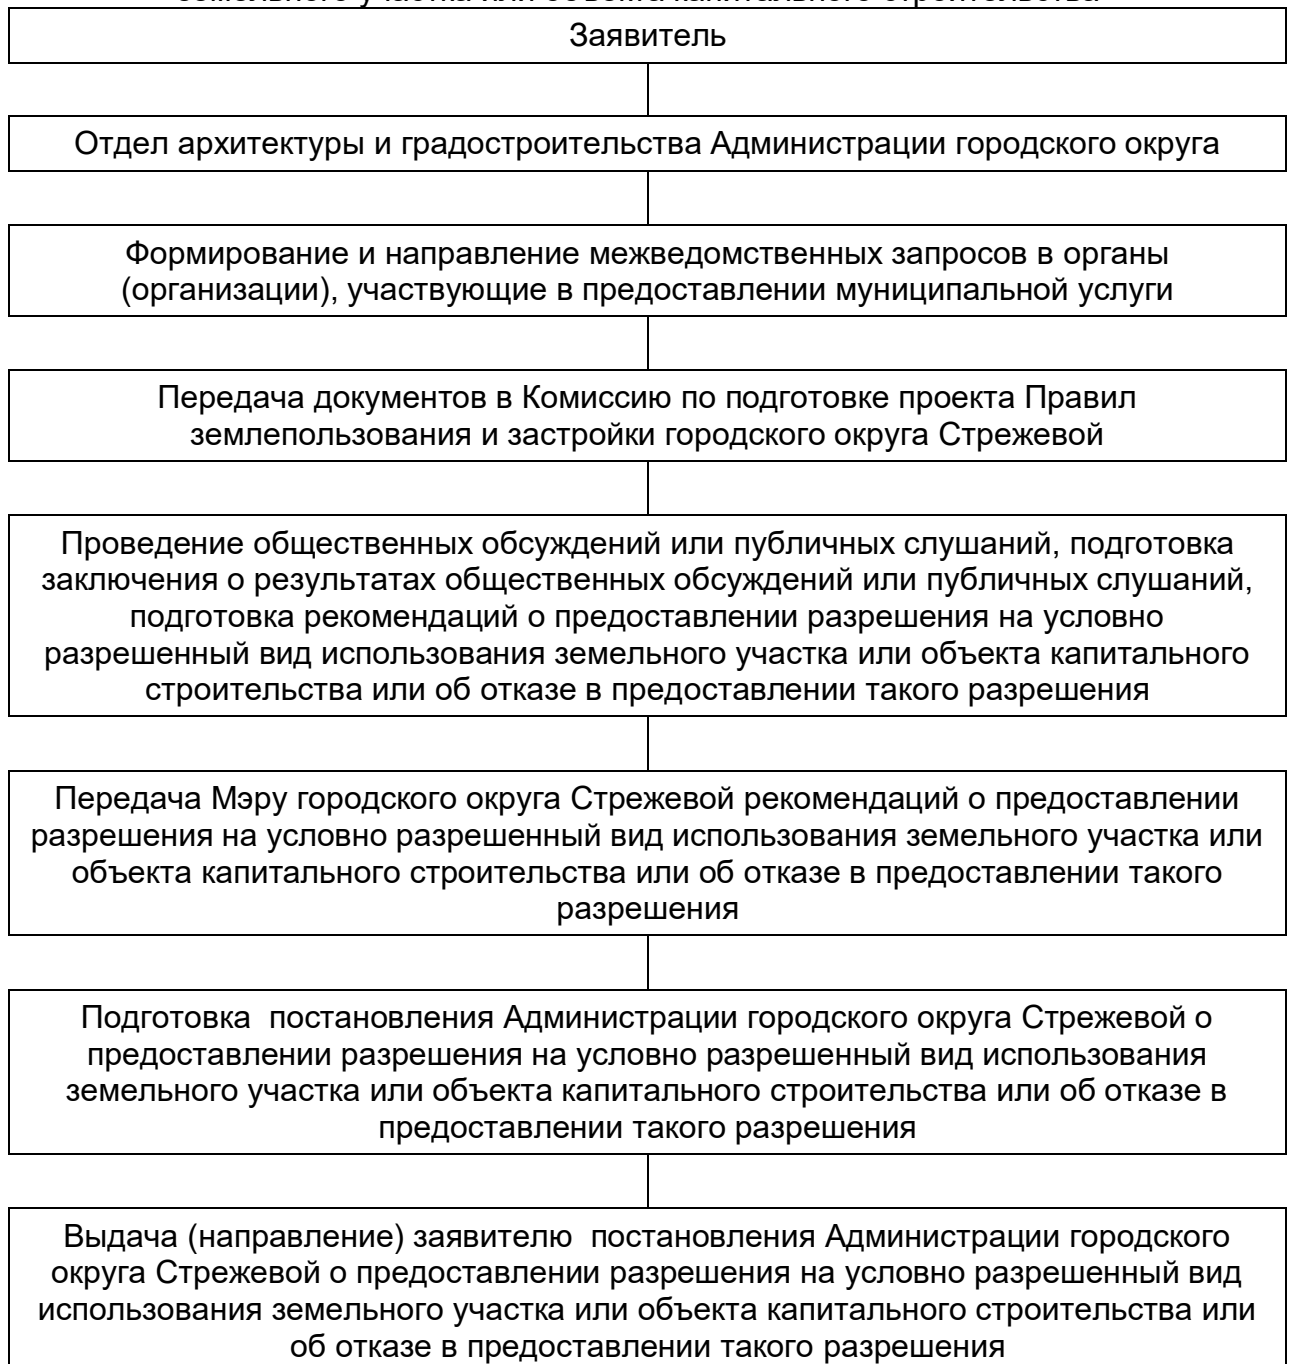 земельного участка или объекта капитального строительства
Заявитель
Отдел архитектуры и градостроительства Администрации городского округа
Формирование и направление межведомственных запросов в органы
(организации), участвующие в предоставлении муниципальной услуги
Передача документов в Комиссию по подготовке проекта Правил
землепользования и застройки городского округа Стрежевой
Проведение общественных обсуждений или публичных слушаний, подготовка
заключения о результатах общественных обсуждений или публичных слушаний,
подготовка рекомендаций о предоставлении разрешения на условно
разрешенный вид использования земельного участка или объекта капитального
строительства или об отказе в предоставлении такого разрешения
Передача Мэру городского округа Стрежевой рекомендаций о предоставлении
разрешения на условно разрешенный вид использования земельного участка или
объекта капитального строительства или об отказе в предоставлении такого
разрешения
Подготовка  постановления Администрации городского округа Стрежевой о
предоставлении разрешения на условно разрешенный вид использования
земельного участка или объекта капитального строительства или об отказе в
предоставлении такого разрешения
Выдача (направление) заявителю  постановления Администрации городского
округа Стрежевой о предоставлении разрешения на условно разрешенный вид
использования земельного участка или объекта капитального строительства или
об отказе в предоставлении такого разрешения